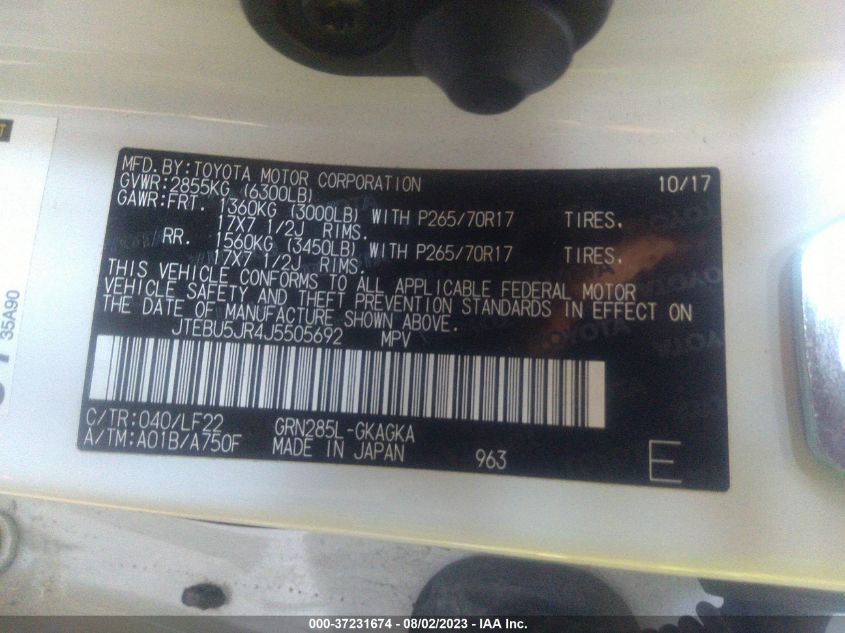 MFD.BY:TOYOTA MOTOR CORPORATION 10/17
GVWR:2855KG (6300LB)
GAWR:FRT. 1360KG (3000LB) WITH P265/70R17 TIRES.
17X7 1/2J RIMS.
RR. 1560KG (3450LB) WITH P265/70R17 TIRES.
17X7 1/2J RIMS.
THIS VEHICLE CONFORMS TO ALL APPLICABLE FEDERAL MOTOR
VEHICLE SAFETY AND THEFT PREVENTION STANDARDS IN EFFECT ON
THE DATE OF MANUFACTURE SHOWN ABOVE.
JTEBU5JR4J5505692 MPV
C/TR:040/LF22 GRN285L-GKAGKA
A/TM:A01B/A750F MADE IN JAPAN 963 E
35A90
000-37231674 - 08/02/2023 - IAA Inc.